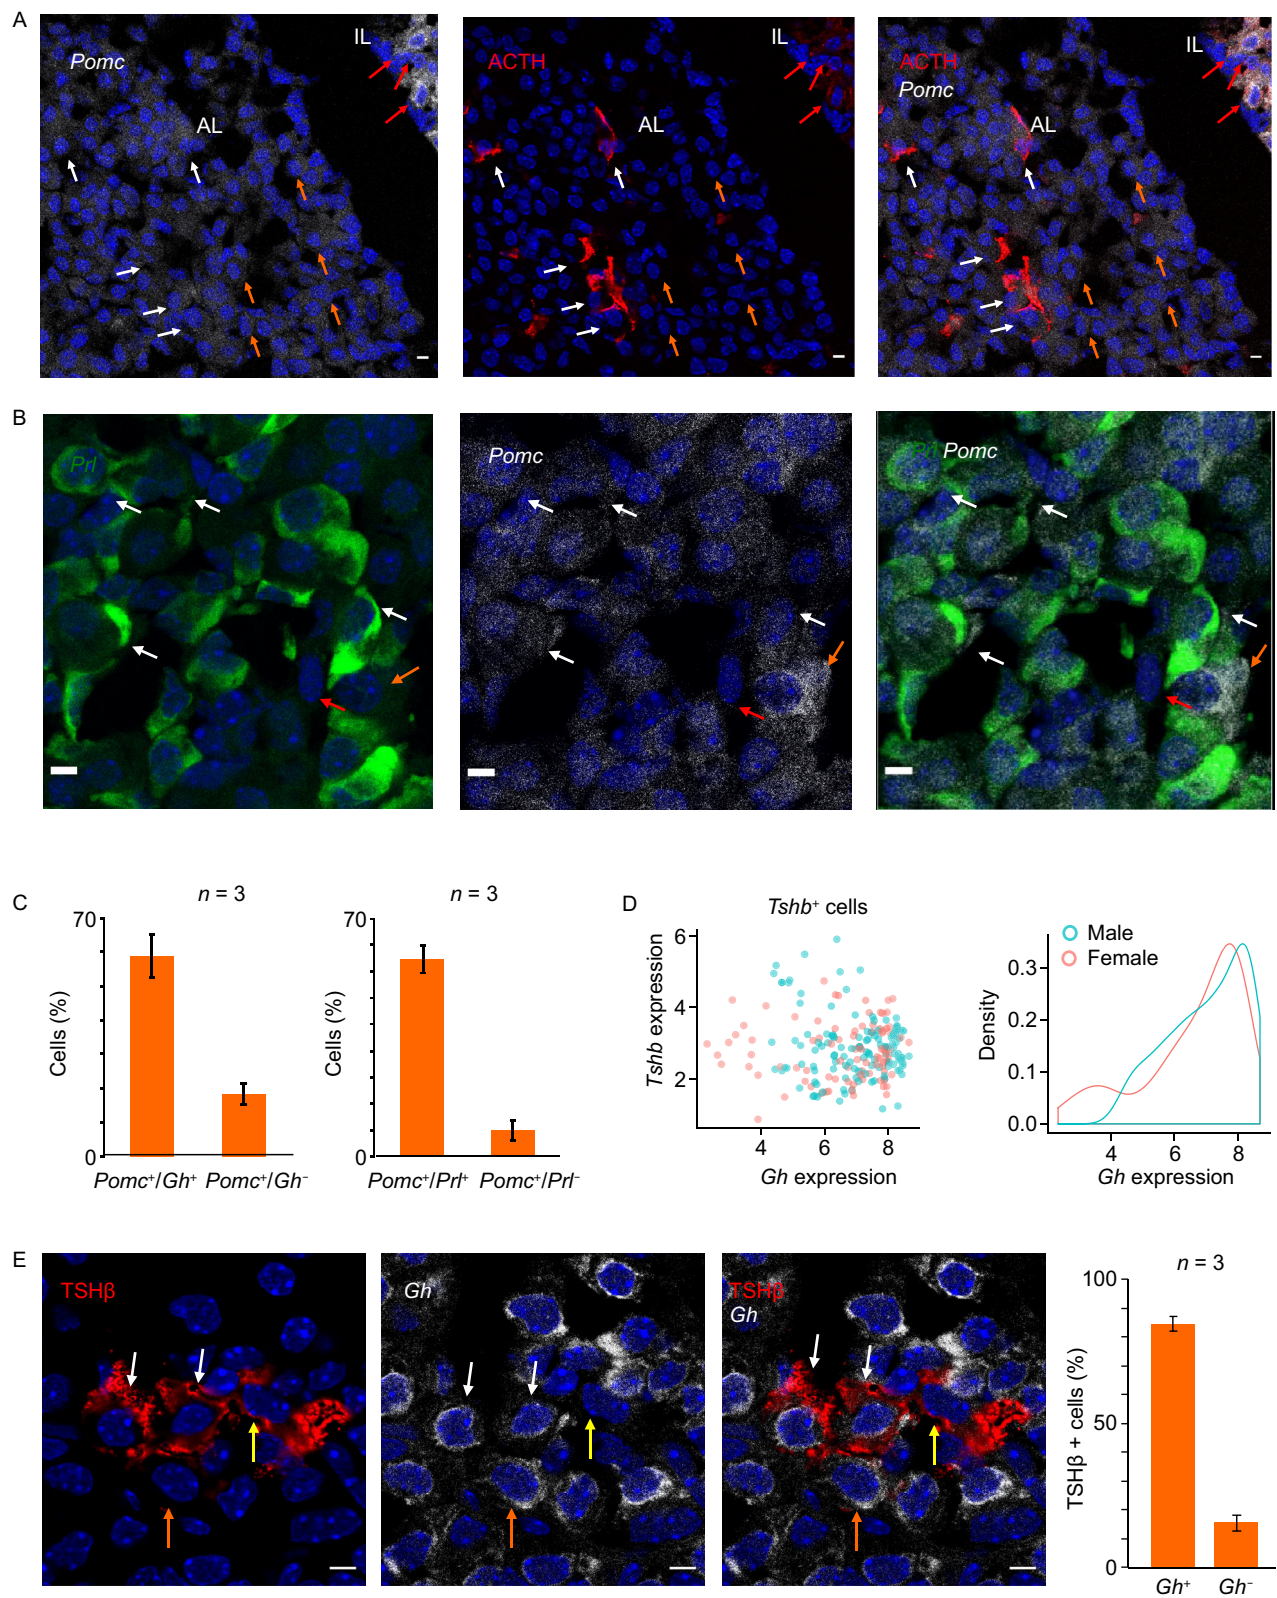 A
Pomc
IL
AL
ACTH
IL
AL
ACTH
Pomc
IL
AL
B
Prl
Pomc
Prl Pomc
C
n = 3
70
0
Cells (%)
Pomc⁺/Gh⁺ Pomc⁺/Gh⁻
n = 3
70
0
Cells (%)
Pomc⁺/Prl⁺ Pomc⁺/Prl⁻
D
Tshb⁺ cells
6
4
2
Tshb expression
4 6 8
Gh expression
Male
Female
0.3
0.2
0.1
0.0
Density
4 6 8
Gh expression
E
TSHβ
Gh
TSHβ
Gh
n = 3
100
50
0
TSHβ + cells (%)
Gh⁺ Gh⁻